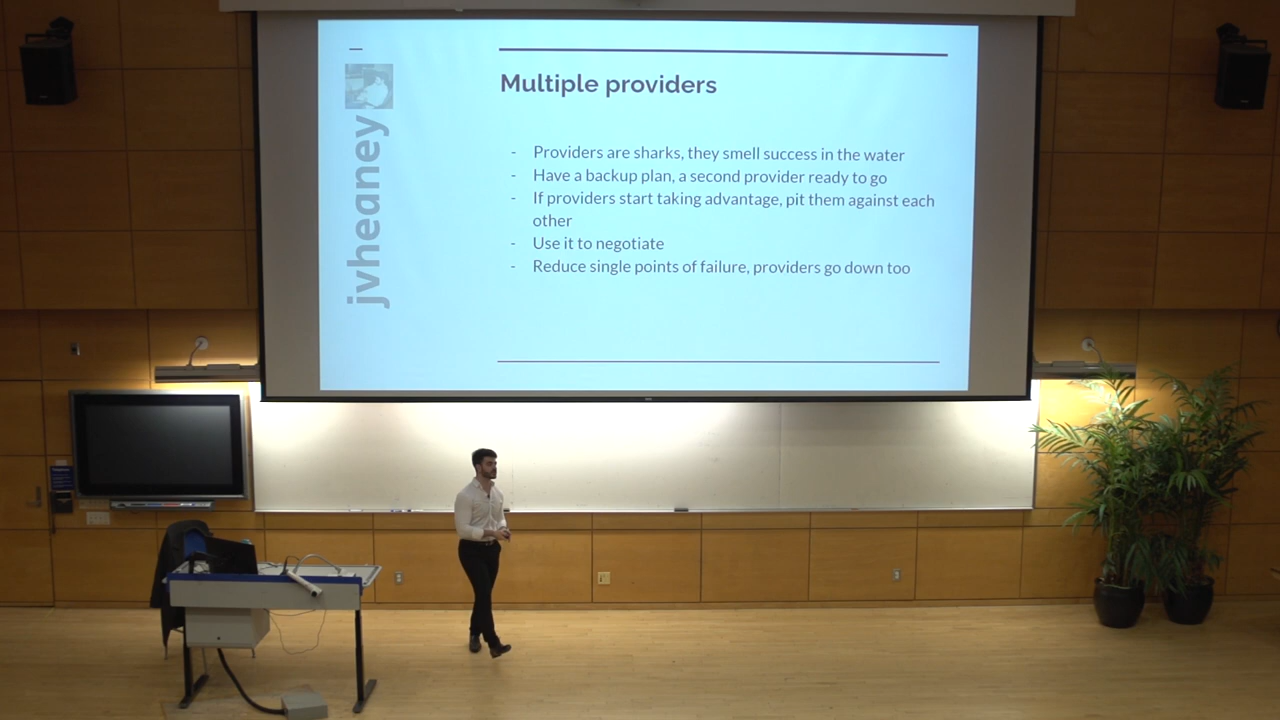 jvheaney
Multiple providers
- Providers are sharks, they smell success in the water
- Have a backup plan, a second provider ready to go
- If providers start taking advantage, pit them against each
other
- Use it to negotiate
- Reduce single points of failure, providers go down too